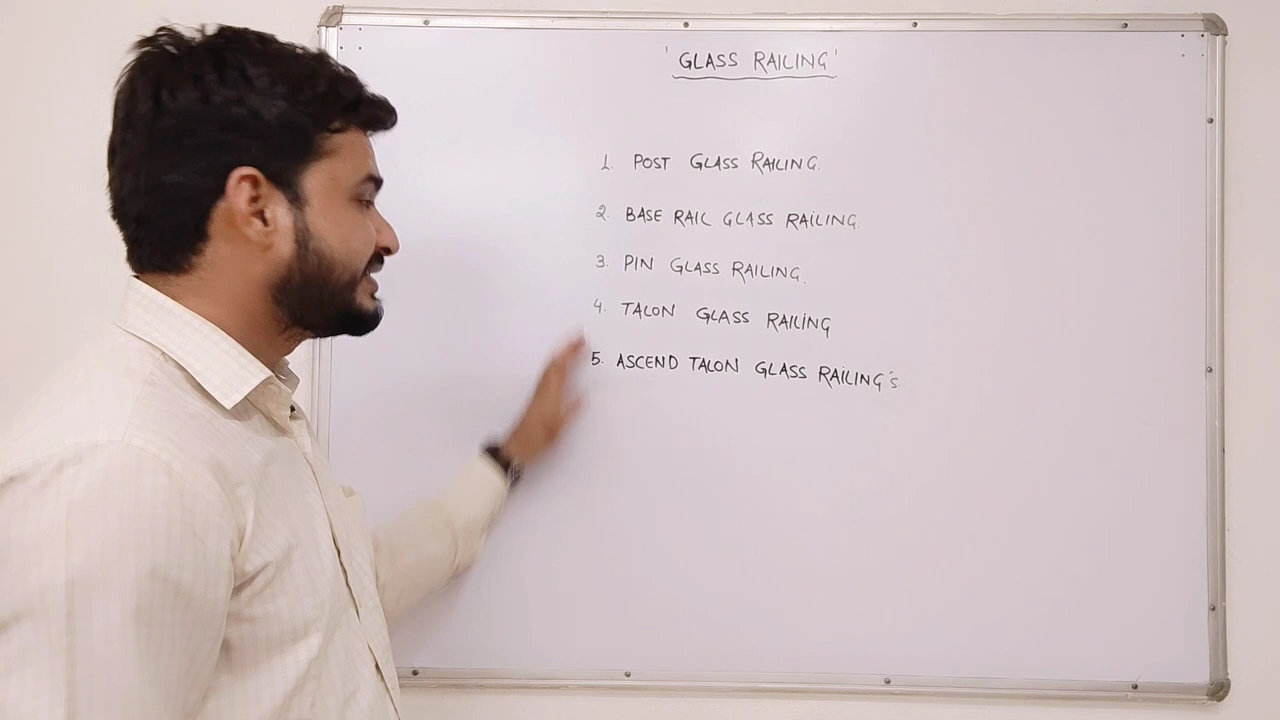 'GLASS RAILING'
1. POST GLASS RAILING.
2. BASE RAIL GLASS RAILING.
3. PIN GLASS RAILING.
4. TALON GLASS RAILING
5. ASCEND TALON GLASS RAILING'S